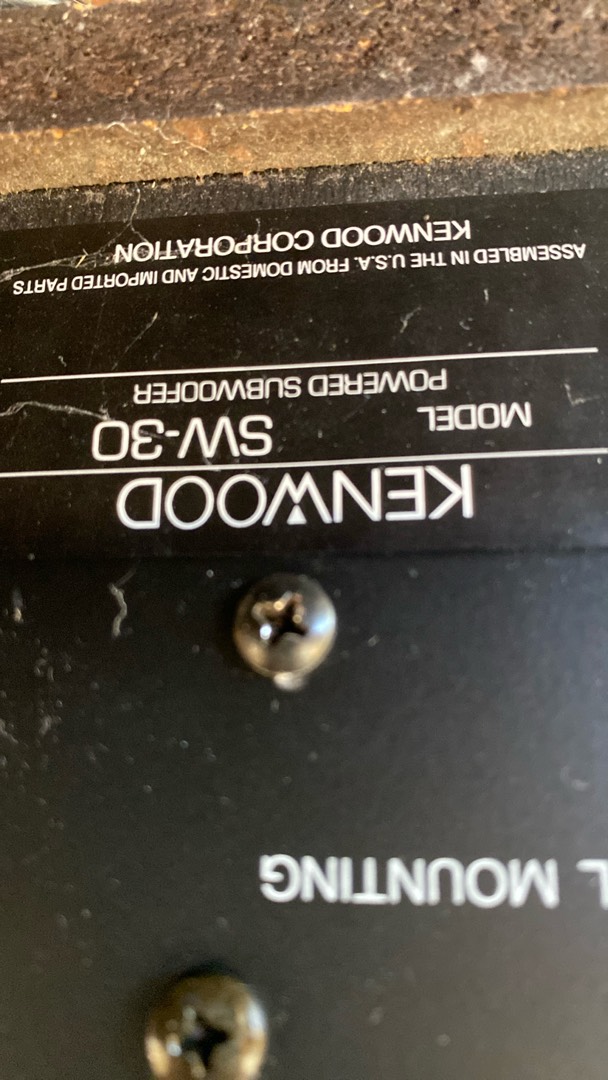 L MOUNTING
KENWOOD
MODEL SW-30
POWERED SUBWOOFER
ASSEMBLED IN THE U.S.A. FROM DOMESTIC AND IMPORTED PARTS
KENWOOD CORPORATION